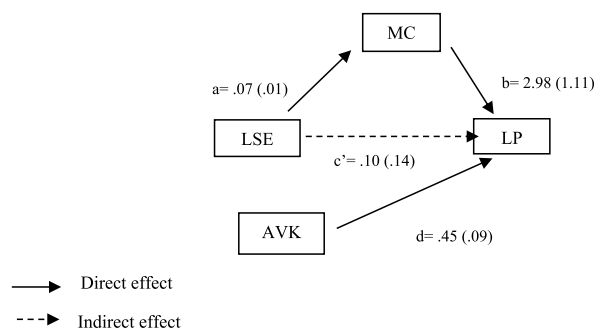 MC
a= .07 (.01)
b= 2.98 (1.11)
LSE
LP
c’= .10 (.14)
AVK
d= .45 (.09)
Direct effect
Indirect effect